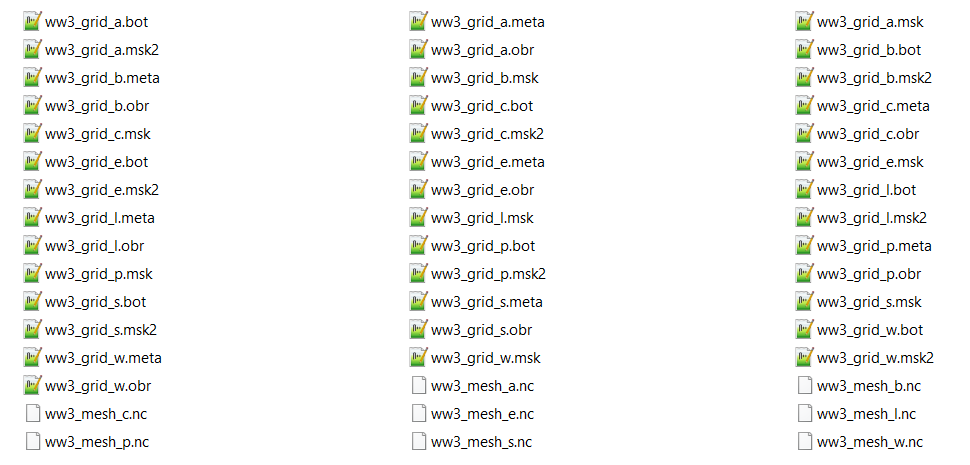 ww3_grid_a.bot
ww3_grid_a.meta
ww3_grid_a.msk
ww3_grid_a.msk2
ww3_grid_a.obr
ww3_grid_b.bot
ww3_grid_b.meta
ww3_grid_b.msk
ww3_grid_b.msk2
ww3_grid_b.obr
ww3_grid_c.bot
ww3_grid_c.meta
ww3_grid_c.msk
ww3_grid_c.msk2
ww3_grid_c.obr
ww3_grid_e.bot
ww3_grid_e.meta
ww3_grid_e.msk
ww3_grid_e.msk2
ww3_grid_e.obr
ww3_grid_l.bot
ww3_grid_l.meta
ww3_grid_l.msk
ww3_grid_l.msk2
ww3_grid_l.obr
ww3_grid_p.bot
ww3_grid_p.meta
ww3_grid_p.msk
ww3_grid_p.msk2
ww3_grid_p.obr
ww3_grid_s.bot
ww3_grid_s.meta
ww3_grid_s.msk
ww3_grid_s.msk2
ww3_grid_s.obr
ww3_grid_w.bot
ww3_grid_w.meta
ww3_grid_w.msk
ww3_grid_w.msk2
ww3_grid_w.obr
ww3_mesh_a.nc
ww3_mesh_b.nc
ww3_mesh_c.nc
ww3_mesh_e.nc
ww3_mesh_l.nc
ww3_mesh_p.nc
ww3_mesh_s.nc
ww3_mesh_w.nc